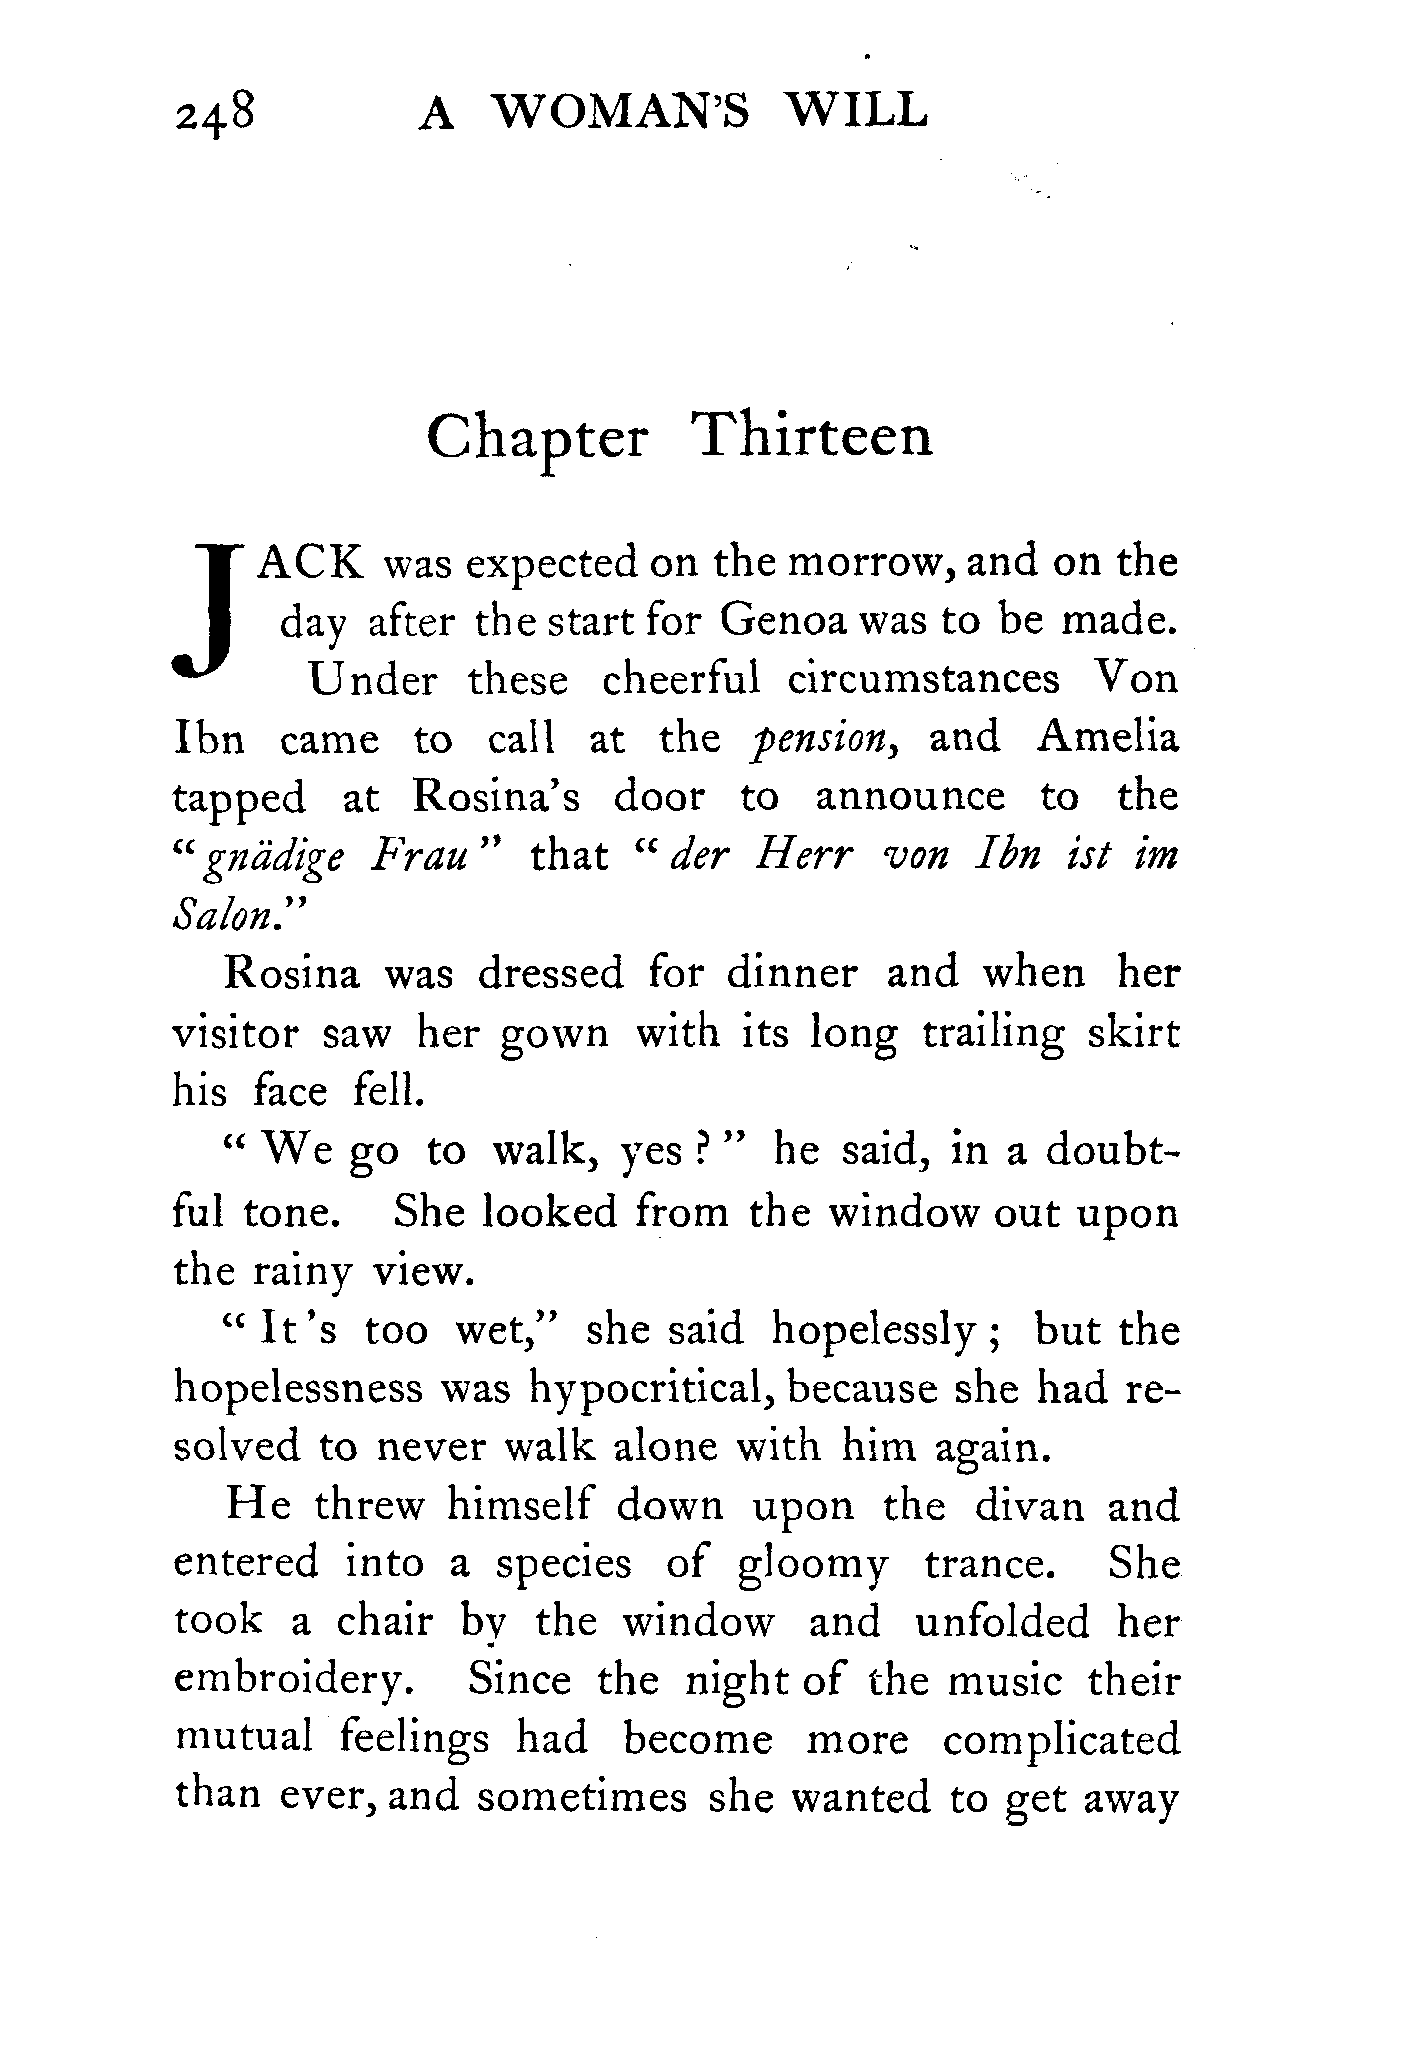 248 A WOMAN'S WILL
Chapter Thirteen
JACK was expected on the morrow, and on the
day after the start for Genoa was to be made.
Under these cheerful circumstances Von
Ibn came to call at the pension, and Amelia
tapped at Rosina's door to announce to the
“gnädige Frau” that “der Herr von Ibn ist im
Salon.”
Rosina was dressed for dinner and when her
visitor saw her gown with its long trailing skirt
his face fell.
“We go to walk, yes?” he said, in a doubt-
ful tone. She looked from the window out upon
the rainy view.
“It's too wet,” she said hopelessly; but the
hopelessness was hypocritical, because she had re-
solved to never walk alone with him again.
He threw himself down upon the divan and
entered into a species of gloomy trance. She
took a chair by the window and unfolded her
embroidery. Since the night of the music their
mutual feelings had become more complicated
than ever, and sometimes she wanted to get away